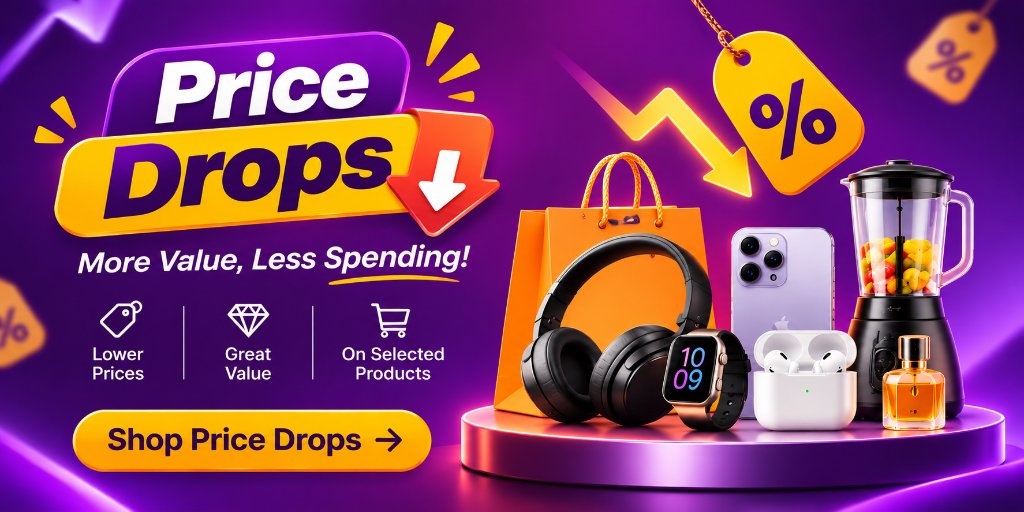 Price
Drops
More Value, Less Spending!
Lower
Prices
Great
Value
On Selected
Products
Shop Price Drops →
%
%
%
10
09